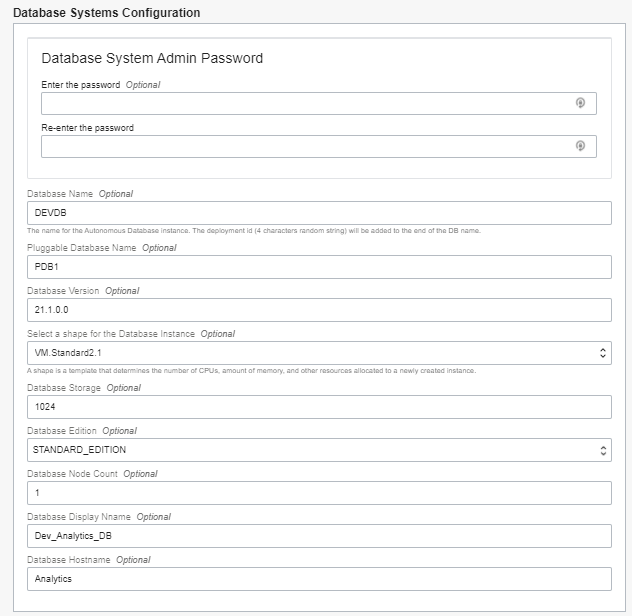 Database Systems Configuration
Database System Admin Password
Enter the password Optional
Re-enter the password
Database Name Optional
DEVDB
The name for the Autonomous Database Instance. The deployment id (4 characters random string) will be added to the end of the DB name.
Pluggable Database Name Optional
PDB1
Database Version Optional
21.1.0.0
Select a shape for the Database Instance Optional
VM.Standard2.1
A shape is a template that determines the number of CPUs, amount of memory, and other resources allocated to a newly created instance.
Database Storage Optional
1024
Database Edition Optional
STANDARD_EDITION
Database Node Count Optional
1
Database Display Nname Optional
Dev_Analytics_DB
Database Hostname Optional
Analytics